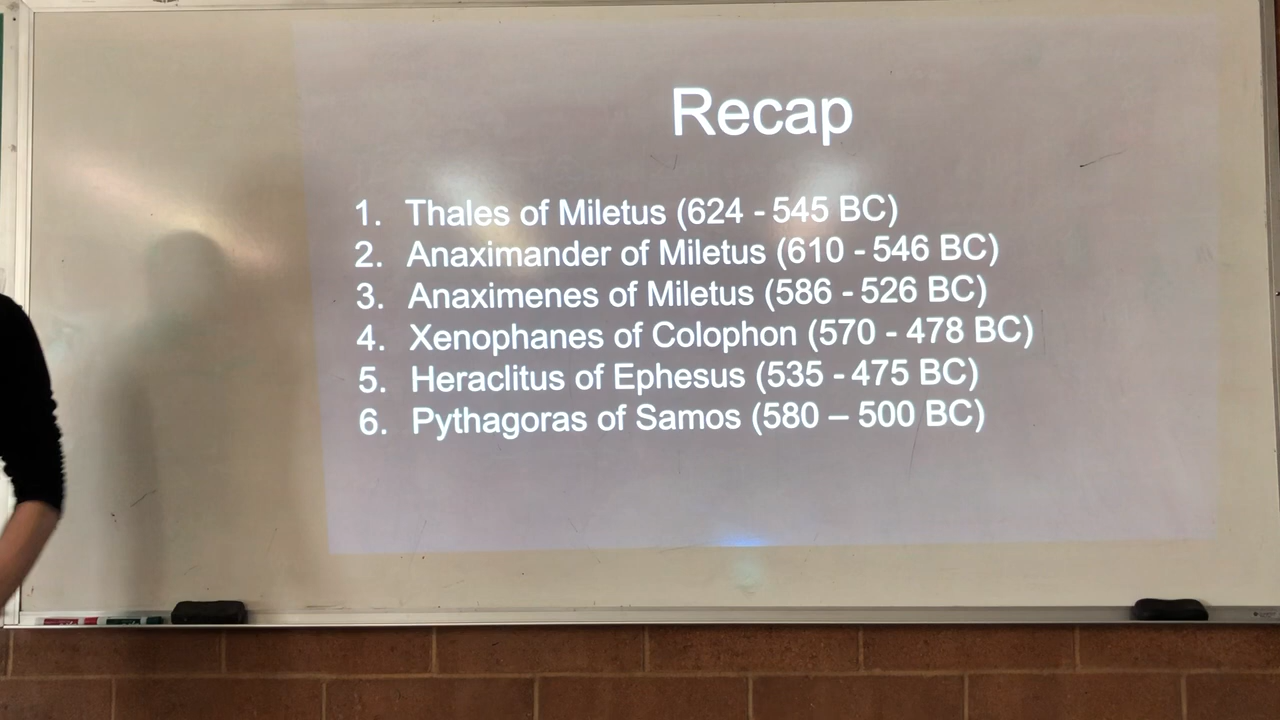 Recap
1. Thales of Miletus (624 - 545 BC)
2. Anaximander of Miletus (610 - 546 BC)
3. Anaximenes of Miletus (586 - 526 BC)
4. Xenophanes of Colophon (570 - 478 BC)
5. Heraclitus of Ephesus (535 - 475 BC)
6. Pythagoras of Samos (580 – 500 BC)